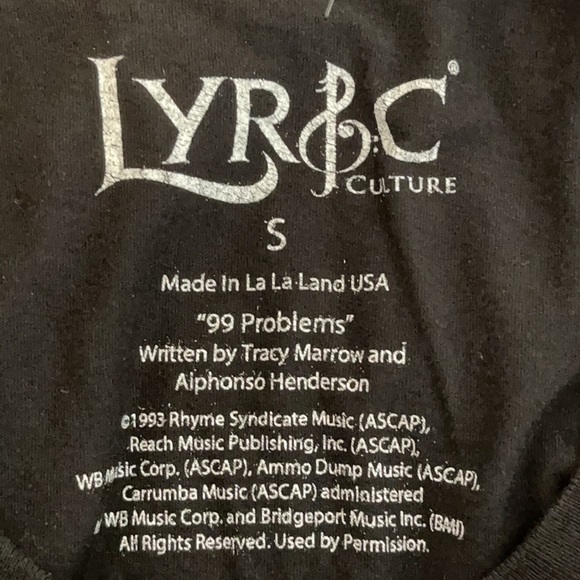 LYRIC®
CULTURE
S
Made In La La Land USA
"99 Problems"
Written by Tracy Marrow and
Alphonso Henderson
©1993 Rhyme Syndicate Music (ASCAP),
Reach Music Publishing, Inc. (ASCAP),
WB Music Corp. (ASCAP), Ammo Dump Music (ASCAP),
Carrumba Music (ASCAP) administered
WB Music Corp. and Bridgeport Music Inc. (BMI)
All Rights Reserved. Used by Permission.